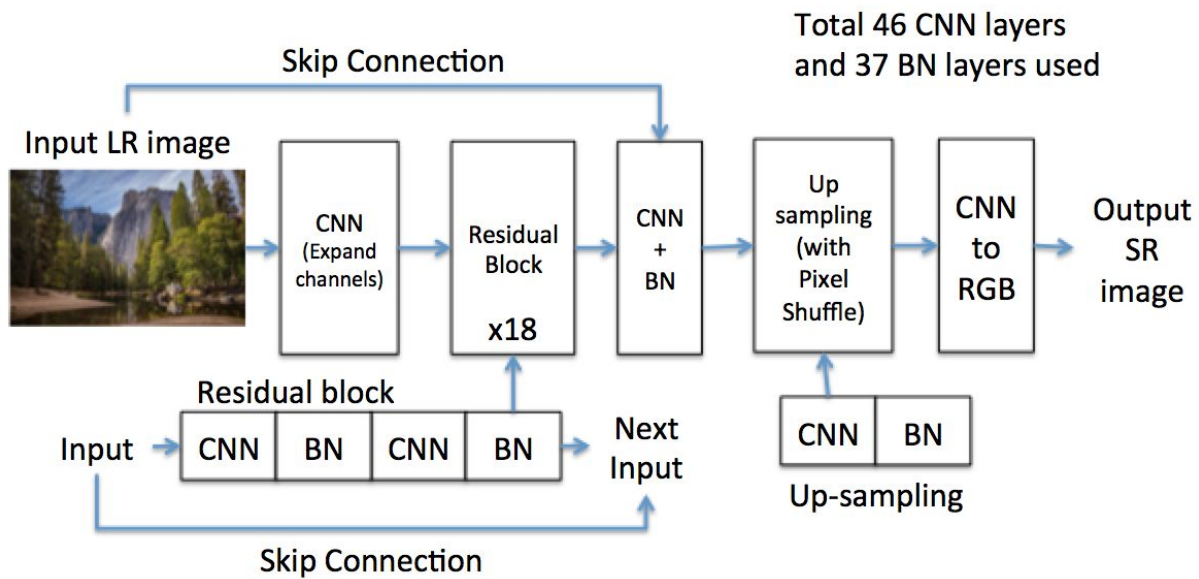 Total 46 CNN layers
and 37 BN layers used
Skip Connection
Input LR image
CNN
(Expand
channels)
Residual
Block
x18
CNN
+
BN
Up
sampling
(with
Pixel
Shuffle)
CNN
to
RGB
Output
SR
image
Residual block
Input
CNN
BN
CNN
BN
Next
Input
CNN
BN
Up-sampling
Skip Connection